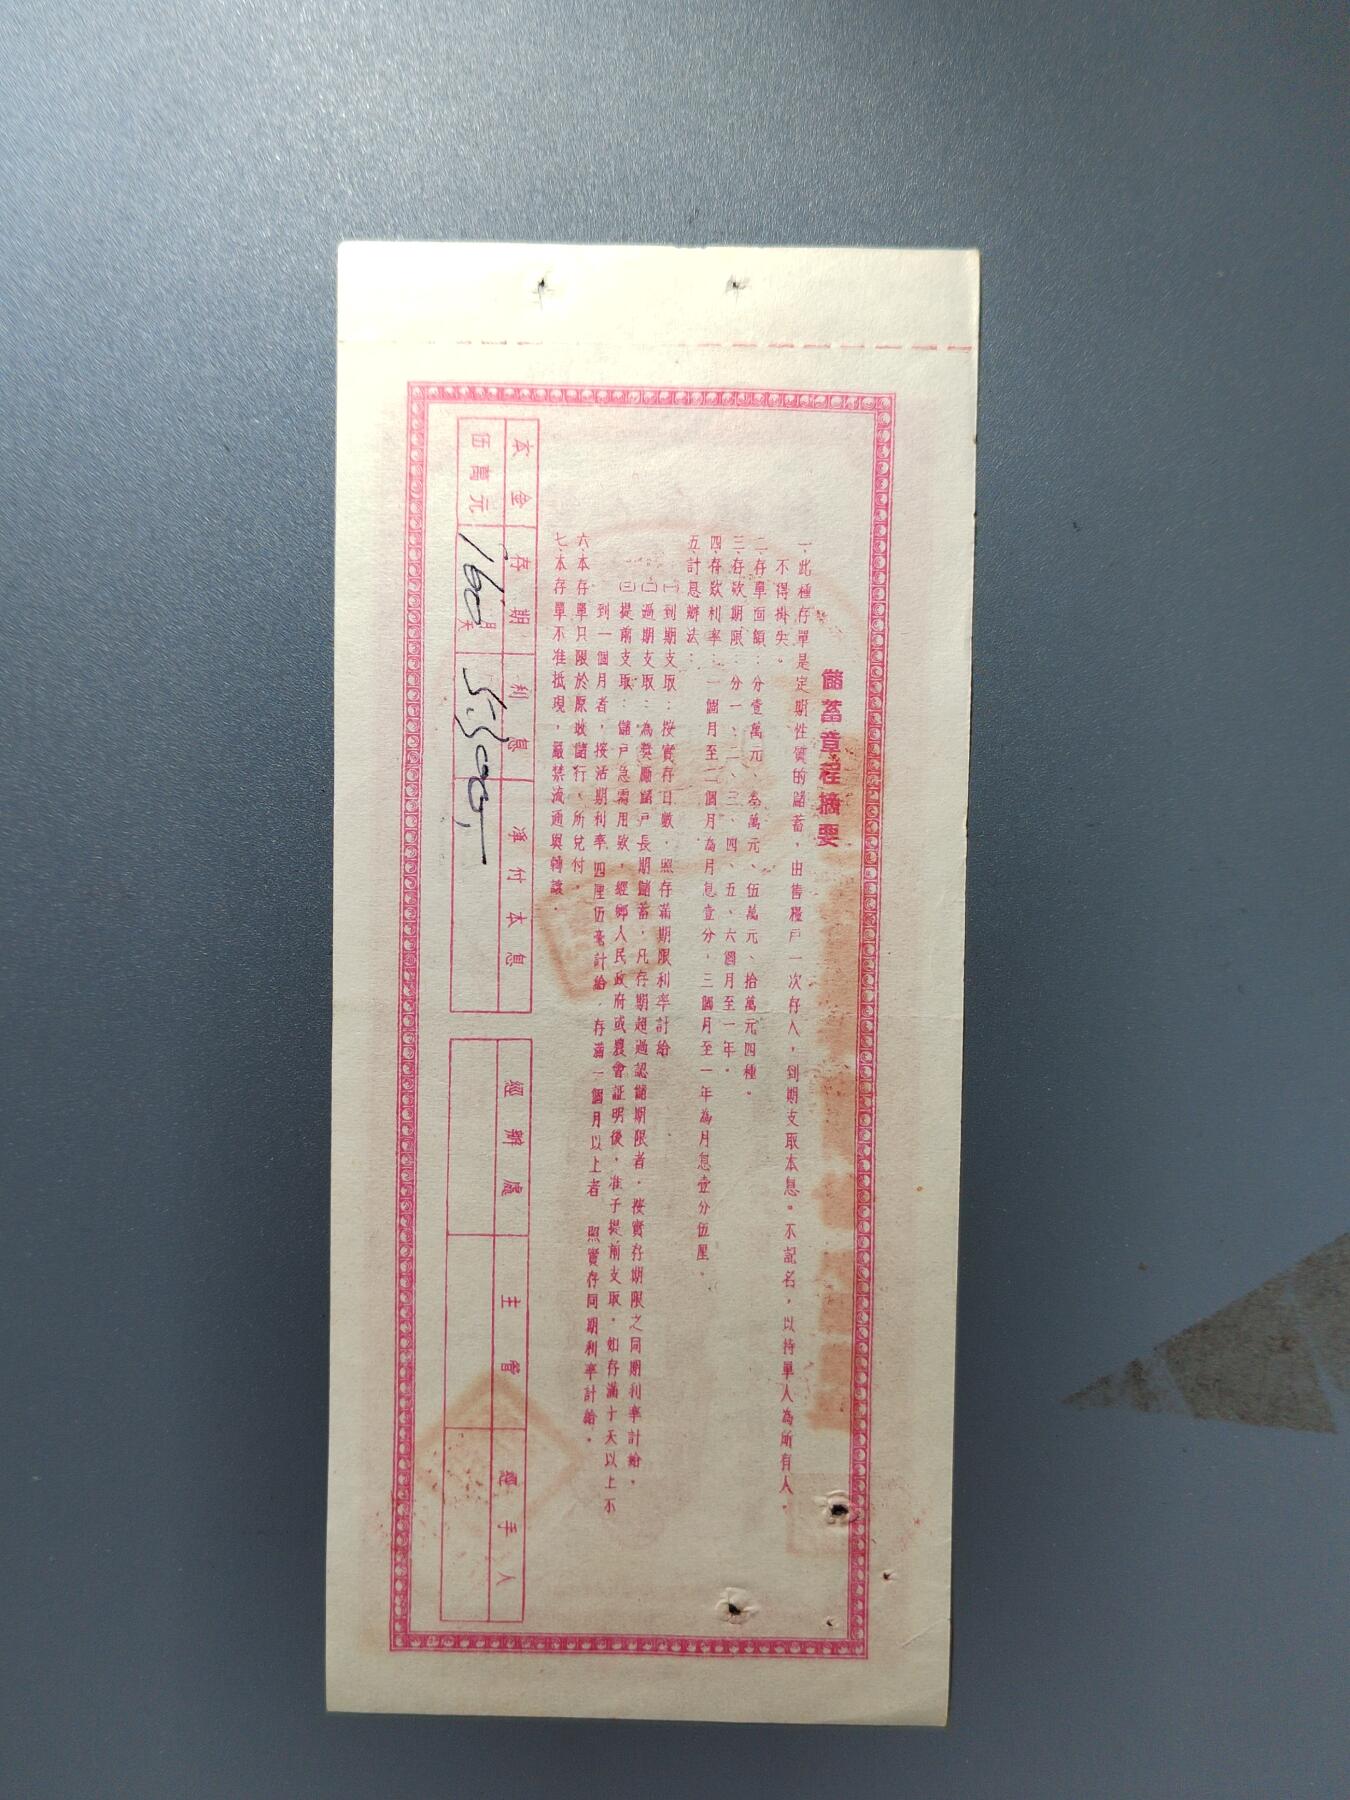 儲蓄章程摘要
一、此種存單是定期性質的儲蓄，由售糧戶一次存入，到期支取本息。不記名，以持單人為所有人，
不得掛失。
二、存單面額：分壹萬元、叁萬元、伍萬元、拾萬元四種。
三、存欵期限：分一、二、三、四、五、六個月至一年。
四、存欵利率：一個月至二個月為月息壹分，三個月至一年為月息壹分伍厘。
五、計息辦法：
(一)到期支取：按實存日數，照存滿期限利率計給
(二)過期支取：為獎勵儲戶長期儲蓄，凡存期超過認儲期限者，按實存期限之同期利率計給。
(三)提前支取：儲戶急需用欵，經鄉人民政府或農會証明後，准予提前支取，如存滿十天以上不
到一個月者，按活期利率四厘伍毫計給，存滿一個月以上者 照實存同期利率計給。
六、本存單只限於原收儲行、所兌付。
七、本存單不准抵現，嚴禁流通與轉讓。
本金 存期 利息 准付本息
伍萬元 160 月天
經辦處 主管 經手人